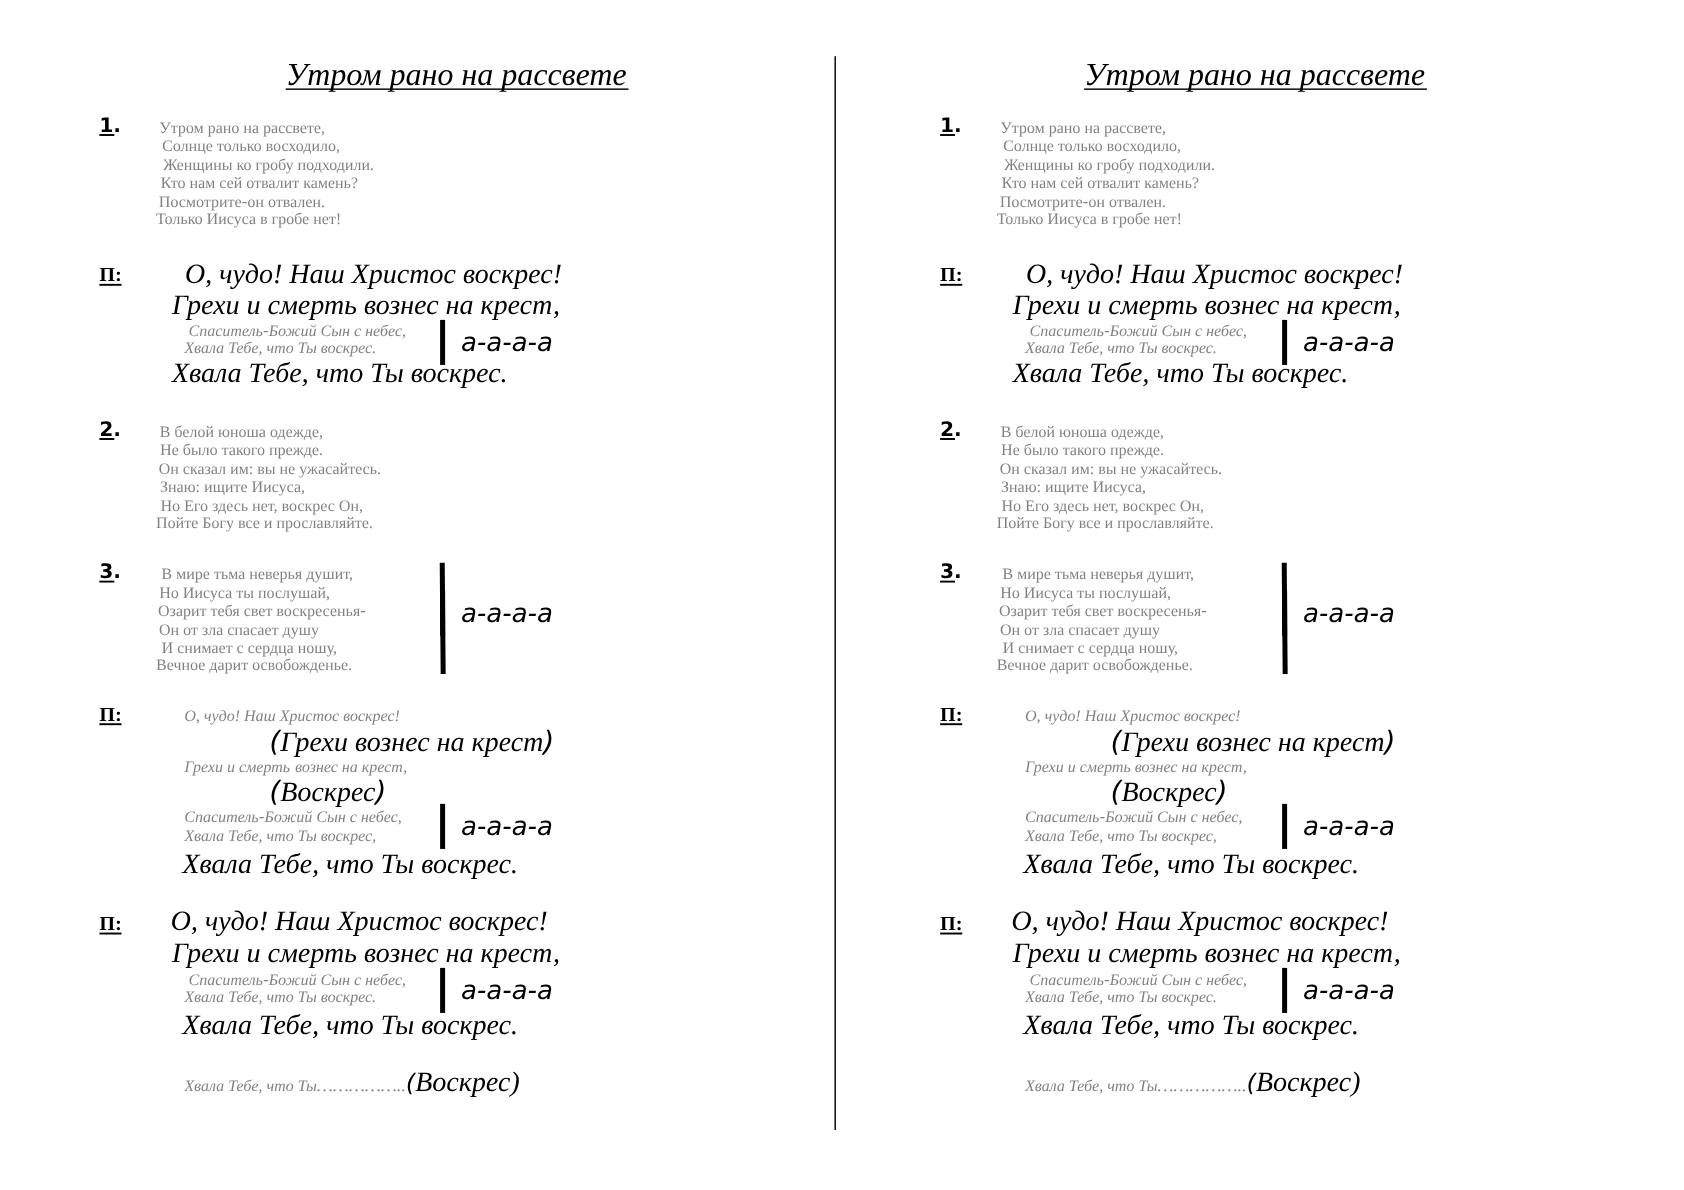 Утром рано на рассвете
1. Утром рано на рассвете,
Солнце только восходило,
Женщины ко гробу подходили.
Кто нам сей отвалит камень?
Посмотрите-он отвален.
Только Иисуса в гробе нет!
П: О, чудо! Наш Христос воскрес!
Грехи и смерть вознес на крест,
Спаситель-Божий Сын с небес,
Хвала Тебе, что Ты воскрес.
а-а-а-а
Хвала Тебе, что Ты воскрес.
2. В белой юноша одежде,
Не было такого прежде.
Он сказал им: вы не ужасайтесь.
Знаю: ищите Иисуса,
Но Его здесь нет, воскрес Он,
Пойте Богу все и прославляйте.
3. В мире тьма неверья душит,
Но Иисуса ты послушай,
Озарит тебя свет воскресенья-
Он от зла спасает душу
И снимает с сердца ношу,
Вечное дарит освобожденье.
а-а-а-а
П: О, чудо! Наш Христос воскрес!
(Грехи вознес на крест)
Грехи и смерть вознес на крест,
(Воскрес)
Спаситель-Божий Сын с небес,
Хвала Тебе, что Ты воскрес,
а-а-а-а
Хвала Тебе, что Ты воскрес.
П: О, чудо! Наш Христос воскрес!
Грехи и смерть вознес на крест,
Спаситель-Божий Сын с небес,
Хвала Тебе, что Ты воскрес.
а-а-а-а
Хвала Тебе, что Ты воскрес.
Хвала Тебе, что Ты……………..(Воскрес)
Утром рано на рассвете
1. Утром рано на рассвете,
Солнце только восходило,
Женщины ко гробу подходили.
Кто нам сей отвалит камень?
Посмотрите-он отвален.
Только Иисуса в гробе нет!
П: О, чудо! Наш Христос воскрес!
Грехи и смерть вознес на крест,
Спаситель-Божий Сын с небес,
Хвала Тебе, что Ты воскрес.
а-а-а-а
Хвала Тебе, что Ты воскрес.
2. В белой юноша одежде,
Не было такого прежде.
Он сказал им: вы не ужасайтесь.
Знаю: ищите Иисуса,
Но Его здесь нет, воскрес Он,
Пойте Богу все и прославляйте.
3. В мире тьма неверья душит,
Но Иисуса ты послушай,
Озарит тебя свет воскресенья-
Он от зла спасает душу
И снимает с сердца ношу,
Вечное дарит освобожденье.
а-а-а-а
П: О, чудо! Наш Христос воскрес!
(Грехи вознес на крест)
Грехи и смерть вознес на крест,
(Воскрес)
Спаситель-Божий Сын с небес,
Хвала Тебе, что Ты воскрес,
а-а-а-а
Хвала Тебе, что Ты воскрес.
П: О, чудо! Наш Христос воскрес!
Грехи и смерть вознес на крест,
Спаситель-Божий Сын с небес,
Хвала Тебе, что Ты воскрес.
а-а-а-а
Хвала Тебе, что Ты воскрес.
Хвала Тебе, что Ты……………..(Воскрес)